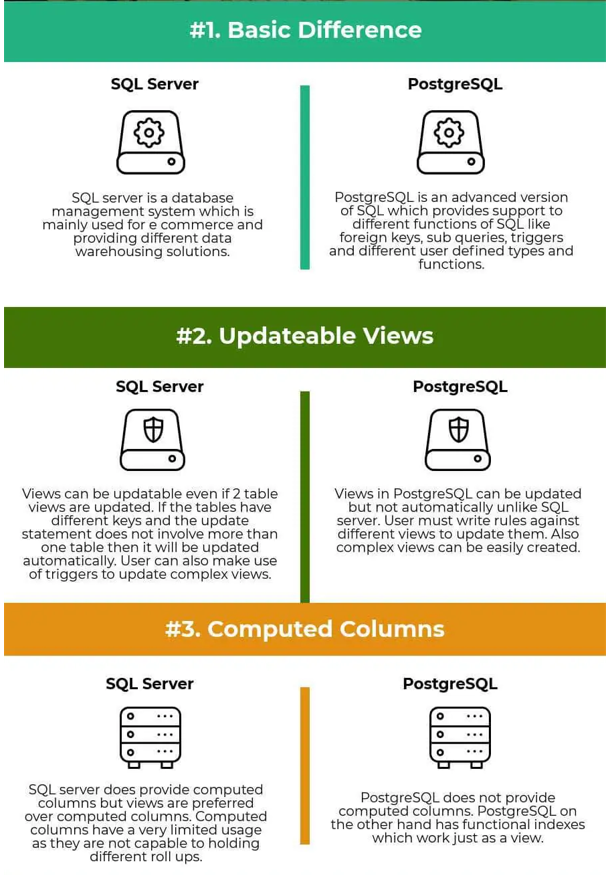 #1. Basic Difference
SQL Server
SQL server is a database
management system which is
mainly used for e commerce and
providing different data
warehousing solutions.
PostgreSQL
PostgreSQL is an advanced version
of SQL which provides support to
different functions of SQL like
foreign keys, sub queries, triggers
and different user defined types and
functions.
#2. Updateable Views
SQL Server
Views can be updatable even if 2 table
views are updated. If the tables have
different keys and the update
statement does not involve more than
one table then it will be updated
automatically. User can also make use
of triggers to update complex views.
PostgreSQL
Views in PostgreSQL can be updated
but not automatically unlike SQL
server. User must write rules against
different views to update them. Also
complex views can be easily created.
#3. Computed Columns
SQL Server
SQL server does provide computed
columns but views are preferred
over computed columns. Computed
columns have a very limited usage
as they are not capable to holding
different roll ups.
PostgreSQL
PostgreSQL does not provide
computed columns. PostgreSQL on
the other hand has functional indexes
which work just as a view.